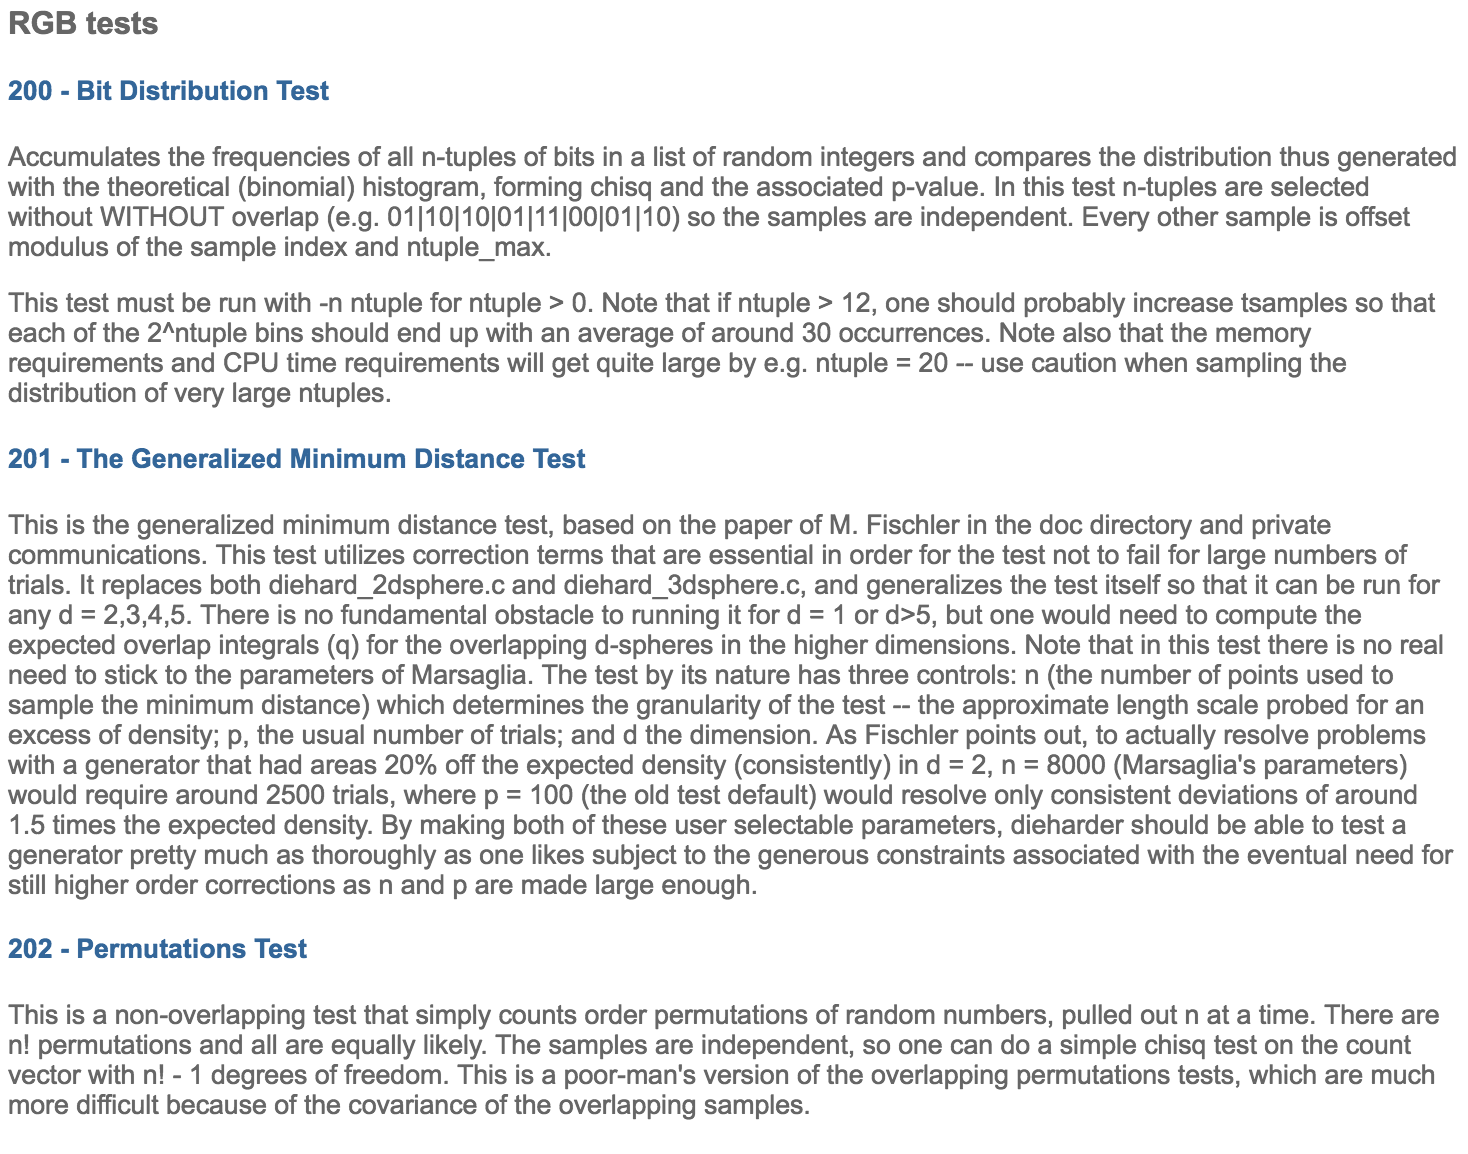 RGB tests
200 - Bit Distribution Test
Accumulates the frequencies of all n-tuples of bits in a list of random integers and compares the distribution thus generated
with the theoretical (binomial) histogram, forming chisq and the associated p-value. In this test n-tuples are selected
without WITHOUT overlap (e.g. 01|10|10|01|11|00|01|10) so the samples are independent. Every other sample is offset
modulus of the sample index and ntuple_max.
This test must be run with -n ntuple for ntuple > 0. Note that if ntuple > 12, one should probably increase tsamples so that
each of the 2^ntuple bins should end up with an average of around 30 occurrences. Note also that the memory
requirements and CPU time requirements will get quite large by e.g. ntuple = 20 -- use caution when sampling the
distribution of very large ntuples.
201 - The Generalized Minimum Distance Test
This is the generalized minimum distance test, based on the paper of M. Fischler in the doc directory and private
communications. This test utilizes correction terms that are essential in order for the test not to fail for large numbers of
trials. It replaces both diehard_2dsphere.c and diehard_3dsphere.c, and generalizes the test itself so that it can be run for
any d = 2,3,4,5. There is no fundamental obstacle to running it for d = 1 or d>5, but one would need to compute the
expected overlap integrals (q) for the overlapping d-spheres in the higher dimensions. Note that in this test there is no real
need to stick to the parameters of Marsaglia. The test by its nature has three controls: n (the number of points used to
sample the minimum distance) which determines the granularity of the test -- the approximate length scale probed for an
excess of density; p, the usual number of trials; and d the dimension. As Fischler points out, to actually resolve problems
with a generator that had areas 20% off the expected density (consistently) in d = 2, n = 8000 (Marsaglia's parameters)
would require around 2500 trials, where p = 100 (the old test default) would resolve only consistent deviations of around
1.5 times the expected density. By making both of these user selectable parameters, dieharder should be able to test a
generator pretty much as thoroughly as one likes subject to the generous constraints associated with the eventual need for
still higher order corrections as n and p are made large enough.
202 - Permutations Test
This is a non-overlapping test that simply counts order permutations of random numbers, pulled out n at a time. There are
n! permutations and all are equally likely. The samples are independent, so one can do a simple chisq test on the count
vector with n! - 1 degrees of freedom. This is a poor-man's version of the overlapping permutations tests, which are much
more difficult because of the covariance of the overlapping samples.